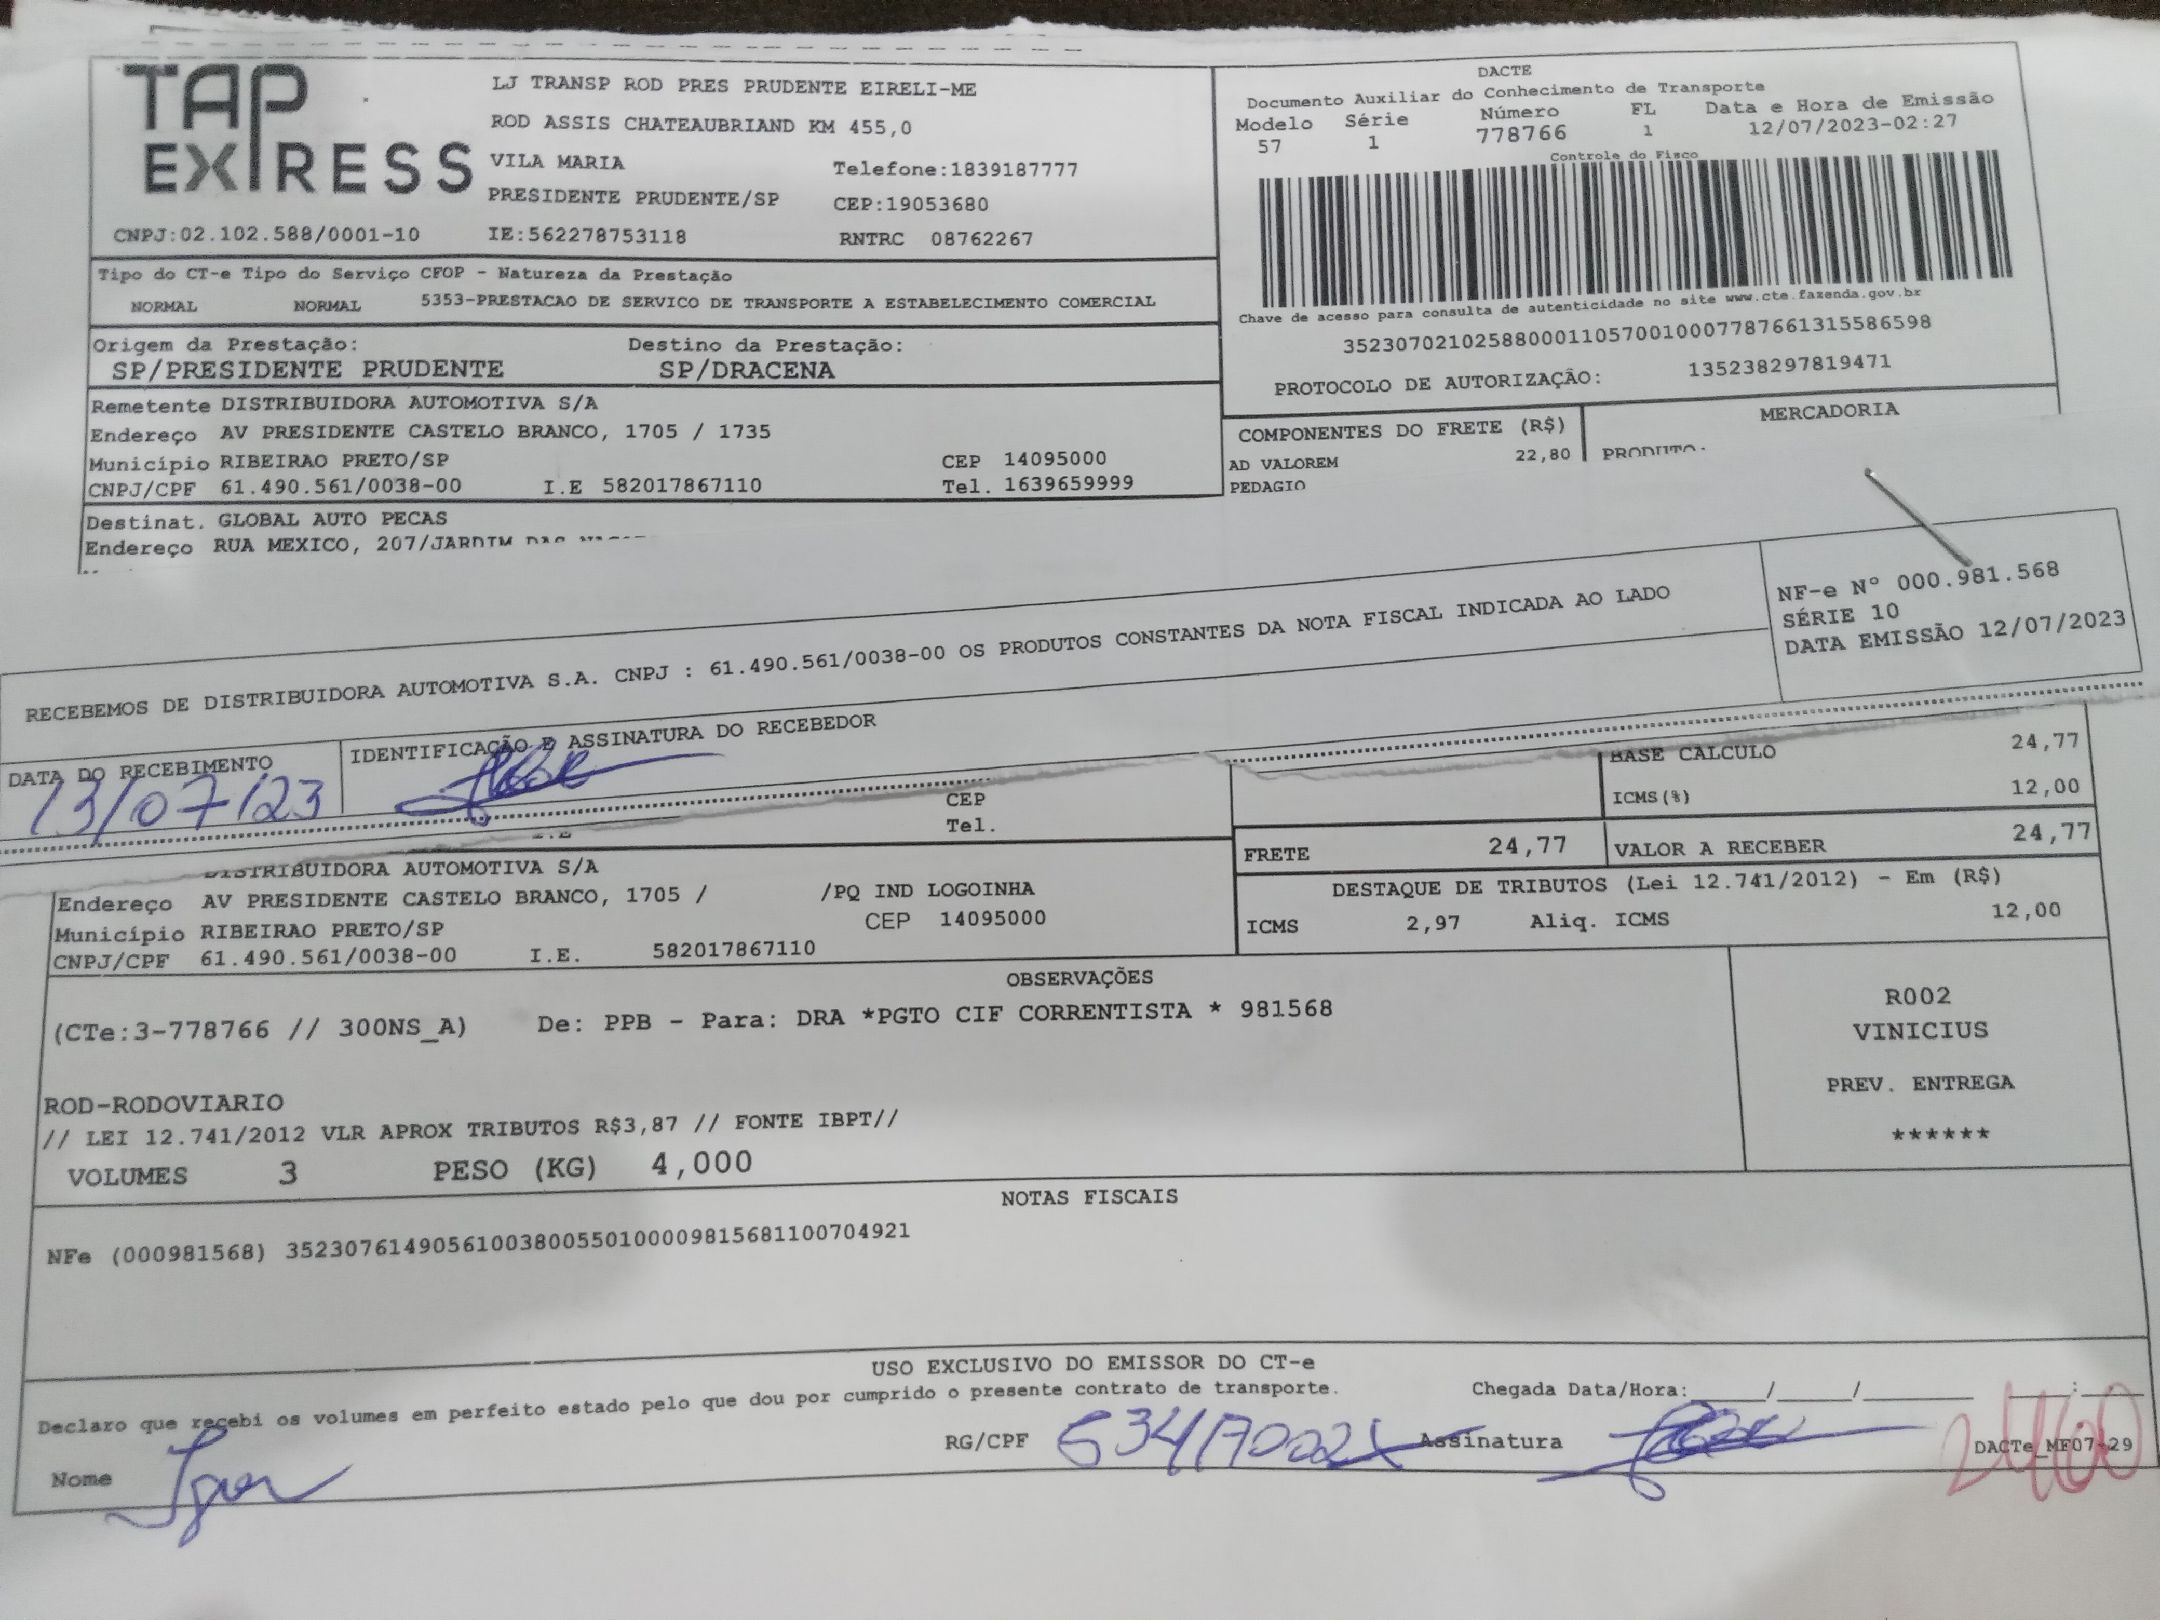 TAP EXPRESS
LJ TRANSP ROD PRES PRUDENTE EIRELI-ME
ROD ASSIS CHATEAUBRIAND KM 455,0
VILA MARIA Telefone:1839187777
PRESIDENTE PRUDENTE/SP CEP:19053680
CNPJ:02.102.588/0001-10 IE:562278753118 RNTRC 08762267
DACTE
Documento Auxiliar do Conhecimento de Transporte
Modelo Série Número FL Data e Hora de Emissão
57 1 778766 1 12/07/2023-02:27
Controle do Fisco
Chave de acesso para consulta de autenticidade no site www.cte.fazenda.gov.br
35230702102588000110570010007787661315586598
PROTOCOLO DE AUTORIZAÇÃO: 135238297819471
Tipo do CT-e Tipo do Serviço CFOP - Natureza da Prestação
NORMAL NORMAL 5353-PRESTACAO DE SERVICO DE TRANSPORTE A ESTABELECIMENTO COMERCIAL
Origem da Prestação: Destino da Prestação:
SP/PRESIDENTE PRUDENTE SP/DRACENA
Remetente DISTRIBUIDORA AUTOMOTIVA S/A
Endereço AV PRESIDENTE CASTELO BRANCO, 1705 / 1735
Município RIBEIRAO PRETO/SP CEP 14095000
CNPJ/CPF 61.490.561/0038-00 I.E 582017867110 Tel. 1639659999
COMPONENTES DO FRETE (R$) MERCADORIA
AD VALOREM 22,80 PRODUTO:
PEDAGIO
Destinat. GLOBAL AUTO PECAS
Endereço RUA MEXICO, 207/JARDIM DAS
RECEBEMOS DE DISTRIBUIDORA AUTOMOTIVA S.A. CNPJ : 61.490.561/0038-00 OS PRODUTOS CONSTANTES DA NOTA FISCAL INDICADA AO LADO
NF-e Nº 000.981.568
SÉRIE 10
DATA EMISSÃO 12/07/2023
DATA DO RECEBIMENTO IDENTIFICAÇÃO E ASSINATURA DO RECEBEDOR
13/07/23
CEP
Tel.
I.E
BASE CALCULO 24,77
ICMS(%) 12,00
FRETE 24,77 VALOR A RECEBER 24,77
DISTRIBUIDORA AUTOMOTIVA S/A
Endereço AV PRESIDENTE CASTELO BRANCO, 1705 / /PQ IND LOGOINHA
Município RIBEIRAO PRETO/SP CEP 14095000
CNPJ/CPF 61.490.561/0038-00 I.E. 582017867110
DESTAQUE DE TRIBUTOS (Lei 12.741/2012) - Em (R$)
ICMS 2,97 Aliq. ICMS 12,00
OBSERVAÇÕES
(CTe:3-778766 // 300NS_A) De: PPB - Para: DRA *PGTO CIF CORRENTISTA * 981568
R002
VINICIUS
PREV. ENTREGA
******
ROD-RODOVIARIO
// LEI 12.741/2012 VLR APROX TRIBUTOS R$3,87 // FONTE IBPT//
VOLUMES 3 PESO (KG) 4,000
NOTAS FISCAIS
NFe (000981568) 35230761490561003800550100009815681100704921
USO EXCLUSIVO DO EMISSOR DO CT-e
Declaro que recebi os volumes em perfeito estado pelo que dou por cumprido o presente contrato de transporte. Chegada Data/Hora:____/____/______ ___:___
Nome Igor RG/CPF Assinatura DACTe_MF07-29